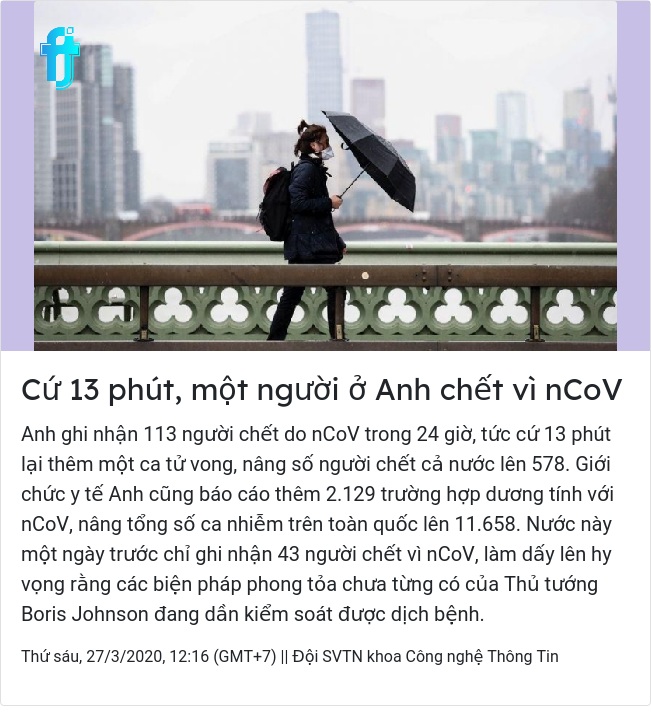 Cứ 13 phút, một người ở Anh chết vì nCoV
Anh ghi nhận 113 người chết do nCoV trong 24 giờ, tức cứ 13 phút
lại thêm một ca tử vong, nâng số người chết cả nước lên 578. Giới
chức y tế Anh cũng báo cáo thêm 2.129 trường hợp dương tính với
nCoV, nâng tổng số ca nhiễm trên toàn quốc lên 11.658. Nước này
một ngày trước chỉ ghi nhận 43 người chết vì nCoV, làm dấy lên hy
vọng rằng các biện pháp phong tỏa chưa từng có của Thủ tướng
Boris Johnson đang dần kiểm soát được dịch bệnh.
Thứ sáu, 27/3/2020, 12:16 (GMT+7) || Đội SVTN khoa Công nghệ Thông Tin